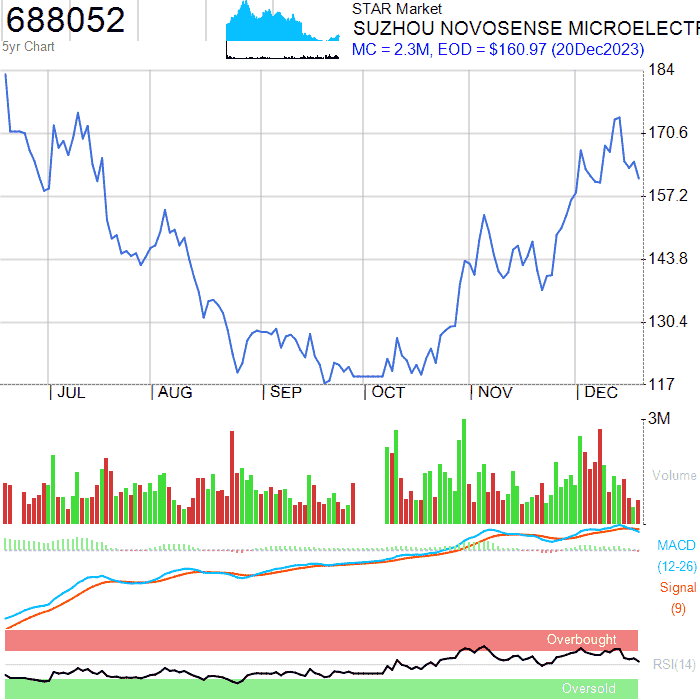 688052
STAR Market
SUZHOU NOVOSENSE MICROELECTR
5yr Chart
MC = 2.3M, EOD = $160.97 (20Dec2023)
184
170.6
157.2
143.8
130.4
117
JUL AUG SEP OCT NOV DEC
3M
Volume
MACD
(12-26)
Signal
(9)
Overbought
RSI(14)
Oversold